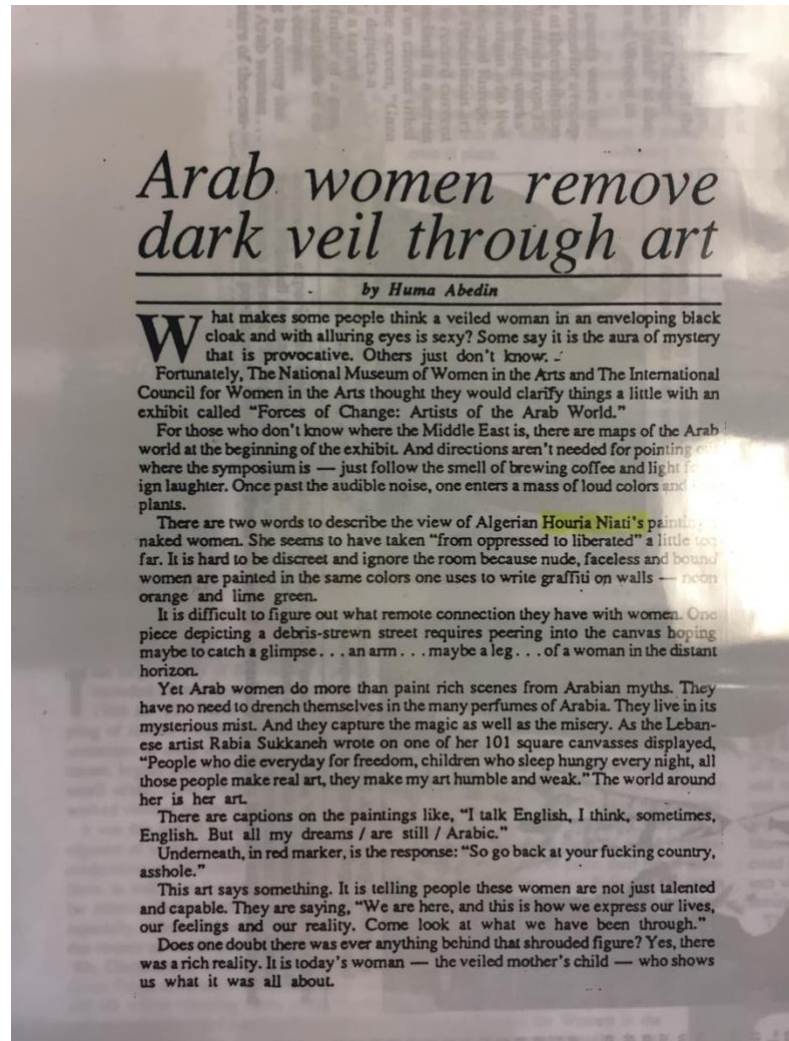 Arab women remove
dark veil through art
by Huma Abedin
What makes some people think a veiled woman in an enveloping black
cloak and with alluring eyes is sexy? Some say it is the aura of mystery
that is provocative. Others just don't know.
Fortunately, The National Museum of Women in the Arts and The International
Council for Women in the Arts thought they would clarify things a little with an
exhibit called “Forces of Change: Artists of the Arab World.”
For those who don't know where the Middle East is, there are maps of the Arab
world at the beginning of the exhibit. And directions aren't needed for pointing
where the symposium is — just follow the smell of brewing coffee and light
ign laughter. Once past the audible noise, one enters a mass of loud colors and
plants.
There are two words to describe the view of Algerian Houria Niati's
naked women. She seems to have taken “from oppressed to liberated” a little too
far. It is hard to be discreet and ignore the room because nude, faceless and bound
women are painted in the same colors one uses to write graffiti on walls — neon
orange and lime green.
It is difficult to figure out what remote connection they have with women. One
piece depicting a debris-strewn street requires peering into the canvas hoping
maybe to catch a glimpse. . . an arm. . . maybe a leg. . . of a woman in the distant
horizon.
Yet Arab women do more than paint rich scenes from Arabian myths. They
have no need to drench themselves in the many perfumes of Arabia. They live in its
mysterious mist. And they capture the magic as well as the misery. As the Leban-
ese artist Rabia Sukkaneh wrote on one of her 101 square canvasses displayed,
“People who die everyday for freedom, children who sleep hungry every night, all
those people make real art, they make my art humble and weak.” The world around
her is her art.
There are captions on the paintings like, “I talk English, I think, sometimes,
English. But all my dreams / are still / Arabic.”
Underneath, in red marker, is the response: “So go back at your fucking country,
asshole.”
This art says something. It is telling people these women are not just talented
and capable. They are saying, “We are here, and this is how we express our lives,
our feelings and our reality. Come look at what we have been through.”
Does one doubt there was ever anything behind that shrouded figure? Yes, there
was a rich reality. It is today's woman — the veiled mother's child — who shows
us what it was all about.